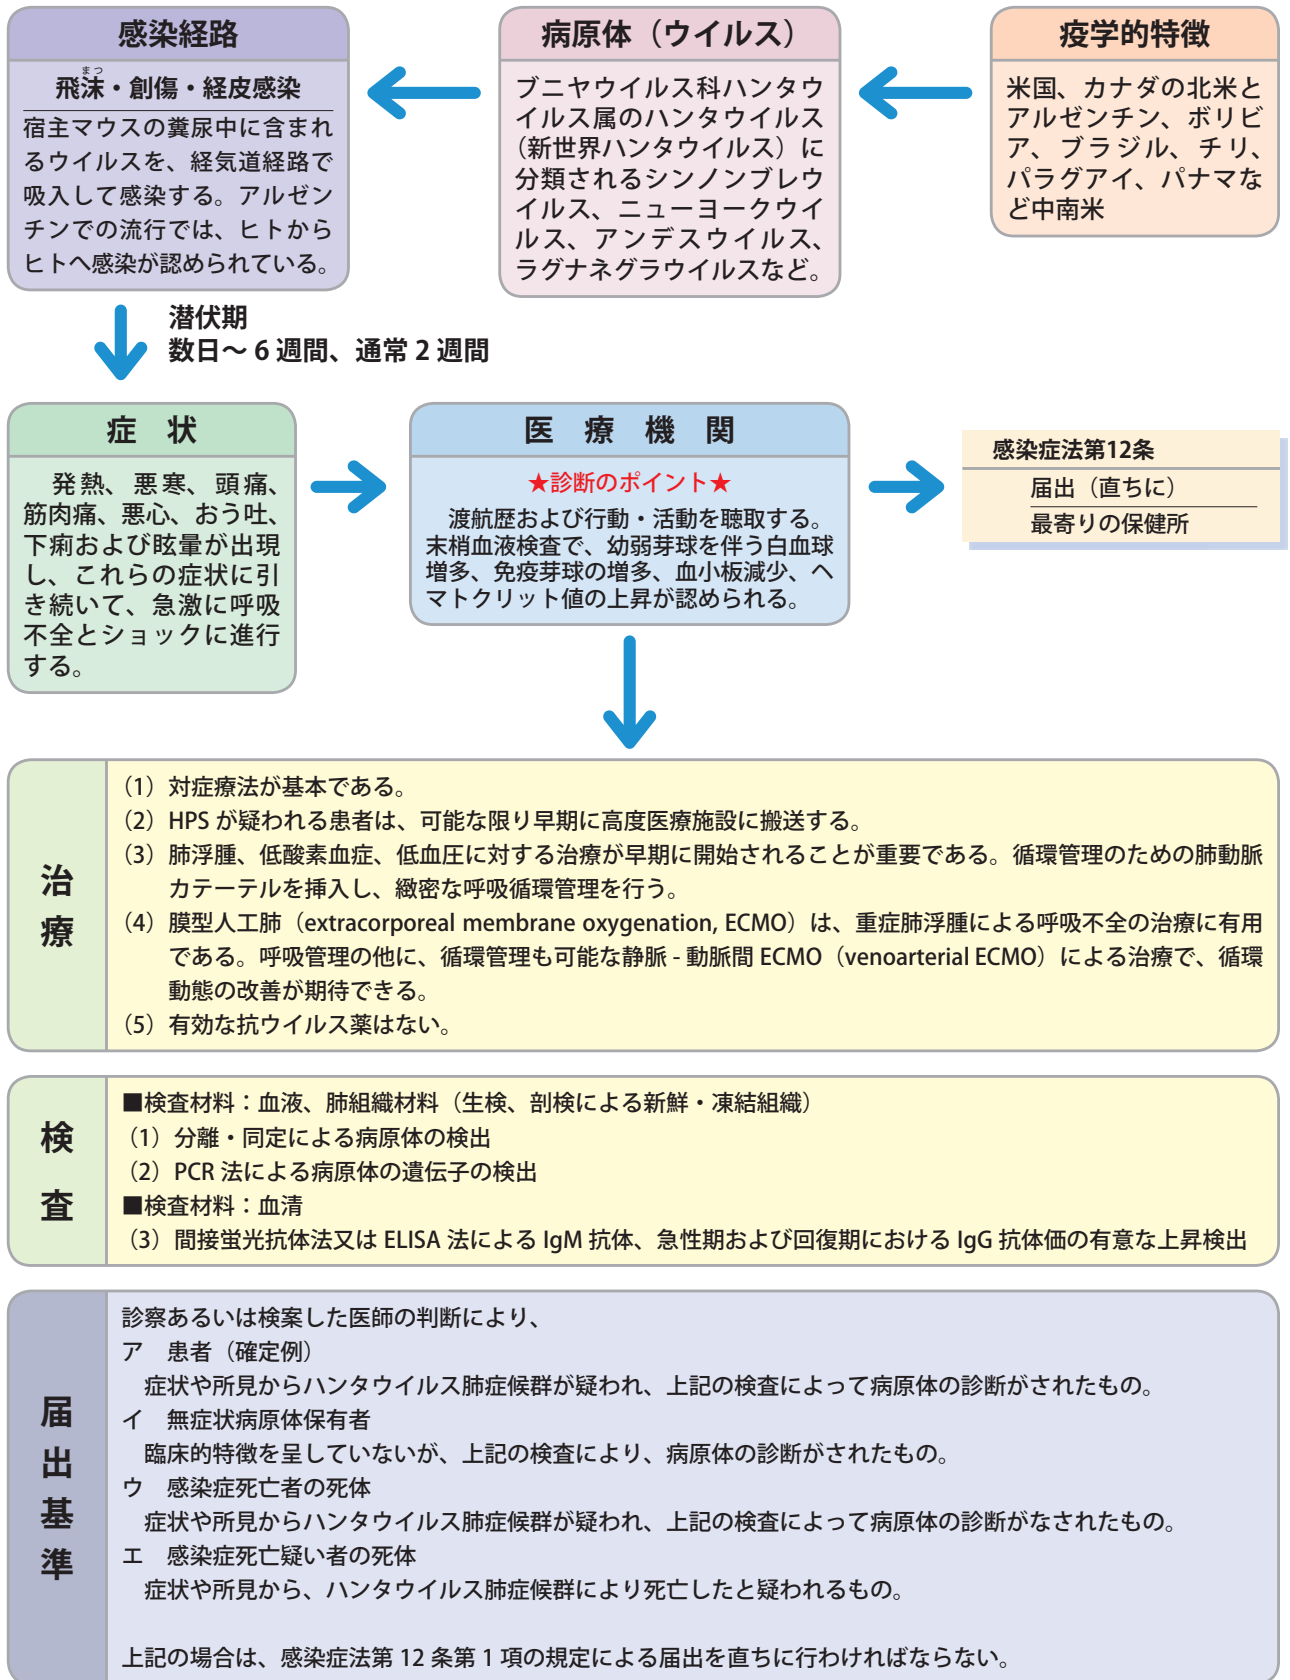 感染経路
まつ
飛沫・創傷・経皮感染
宿主マウスの糞尿中に含まれ
るウイルスを、経気道経路で
吸入して感染する。アルゼン
チンでの流行では、ヒトから
ヒトへ感染が認められている。
病原体（ウイルス）
ブニヤウイルス科ハンタウ
イルス属のハンタウイルス
（新世界ハンタウイルス）に
分類されるシンノンブレウ
イルス、ニューヨークウイ
ルス、アンデスウイルス、
ラグナネグラウイルスなど。
疫学的特徴
米国、カナダの北米と
アルゼンチン、ボリビ
ア、ブラジル、チリ、
パラグアイ、パナマな
ど中南米
潜伏期
数日〜 6 週間、通常 2 週間
症　状
発熱、悪寒、頭痛、
筋肉痛、悪心、おう吐、
下痢および眩暈が出現
し、これらの症状に引
き続いて、急激に呼吸
不全とショックに進行
する。
医　療　機　関
★診断のポイント★
渡航歴および行動・活動を聴取する。
末梢血液検査で、幼弱芽球を伴う白血球
増多、免疫芽球の増多、血小板減少、ヘ
マトクリット値の上昇が認められる。
感染症法第12条
届出（直ちに）
最寄りの保健所
治療
（1）対症療法が基本である。
（2）HPS が疑われる患者は、可能な限り早期に高度医療施設に搬送する。
（3）肺浮腫、低酸素血症、低血圧に対する治療が早期に開始されることが重要である。循環管理のための肺動脈
カテーテルを挿入し、緻密な呼吸循環管理を行う。
（4）膜型人工肺（extracorporeal membrane oxygenation, ECMO）は、重症肺浮腫による呼吸不全の治療に有用
である。呼吸管理の他に、循環管理も可能な静脈 - 動脈間 ECMO（venoarterial ECMO）による治療で、循環
動態の改善が期待できる。
（5）有効な抗ウイルス薬はない。
検査
■検査材料：血液、肺組織材料（生検、剖検による新鮮・凍結組織）
（1）分離・同定による病原体の検出
（2）PCR 法による病原体の遺伝子の検出
■検査材料：血清
（3）間接蛍光抗体法又は ELISA 法による IgM 抗体、急性期および回復期における IgG 抗体価の有意な上昇検出
届出基準
診察あるいは検案した医師の判断により、
ア　患者（確定例）
症状や所見からハンタウイルス肺症候群が疑われ、上記の検査によって病原体の診断がされたもの。
イ　無症状病原体保有者
臨床的特徴を呈していないが、上記の検査により、病原体の診断がされたもの。
ウ　感染症死亡者の死体
症状や所見からハンタウイルス肺症候群が疑われ、上記の検査によって病原体の診断がなされたもの。
エ　感染症死亡疑い者の死体
症状や所見から、ハンタウイルス肺症候群により死亡したと疑われるもの。
上記の場合は、感染症法第 12 条第 1 項の規定による届出を直ちに行わければならない。